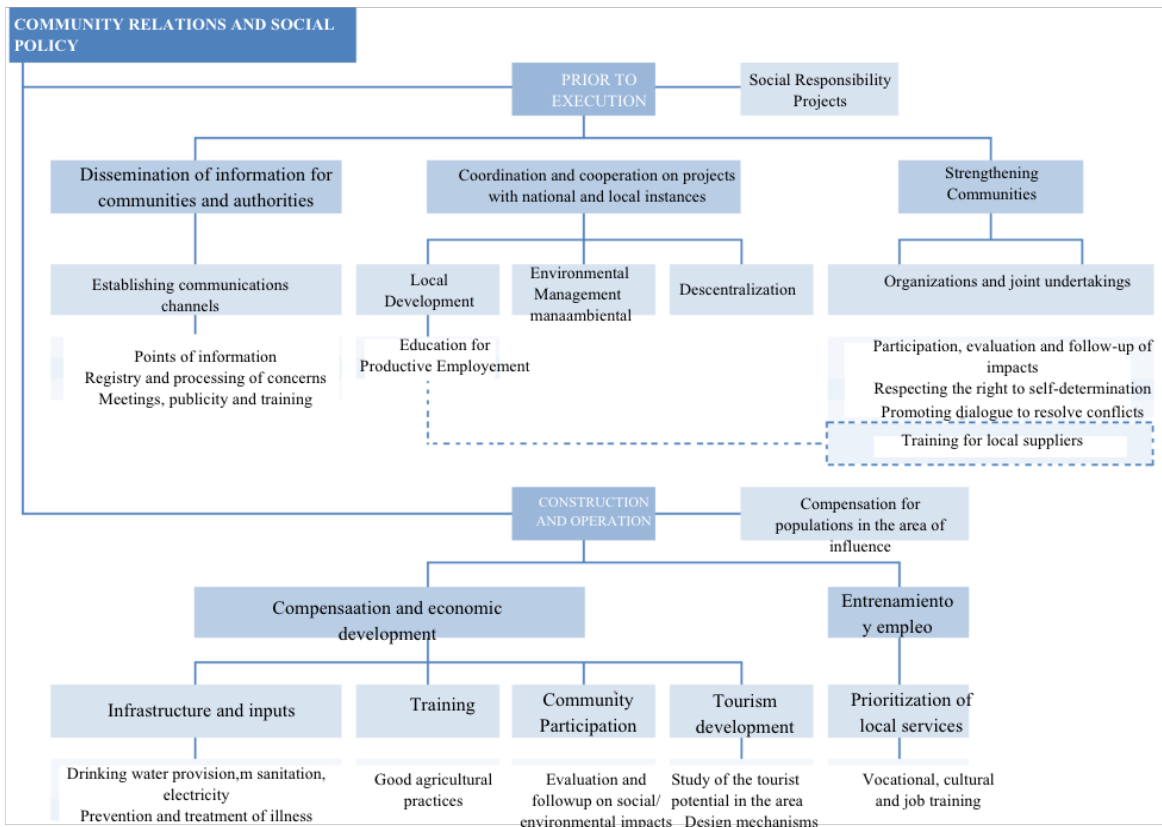 COMMUNITY RELATIONS AND SOCIAL
POLICY
PRIOR TO
EXECUTION
Social Responsibility
Projects
Dissemination of information for
communities and authorities
Coordination and cooperation on projects
with national and local instances
Strengthening
Communities
Establishing communications
channels
Local
Development
Environmental
Management
manaambiental
Descentralization
Organizations and joint undertakings
Points of information
Registry and processing of concerns
Meetings, publicity and training
Education for
Productive Employement
Participation, evaluation and follow-up of
impacts
Respecting the right to self-determination
Promoting dialogue to resolve conflicts
Training for local suppliers
CONSTRUCTION
AND OPERATION
Compensation for
populations in the area of
influence
Compensaation and economic
development
Entrenamiento
y empleo
Infrastructure and inputs
Training
Community
Participation
Tourism
development
Prioritization of
local services
Drinking water provision,m sanitation,
electricity
Prevention and treatment of illness
Good agricultural
practices
Evaluation and
followup on social/
environmental impacts
Study of the tourist
potential in the area
Design mechanisms
Vocational, cultural
and job training